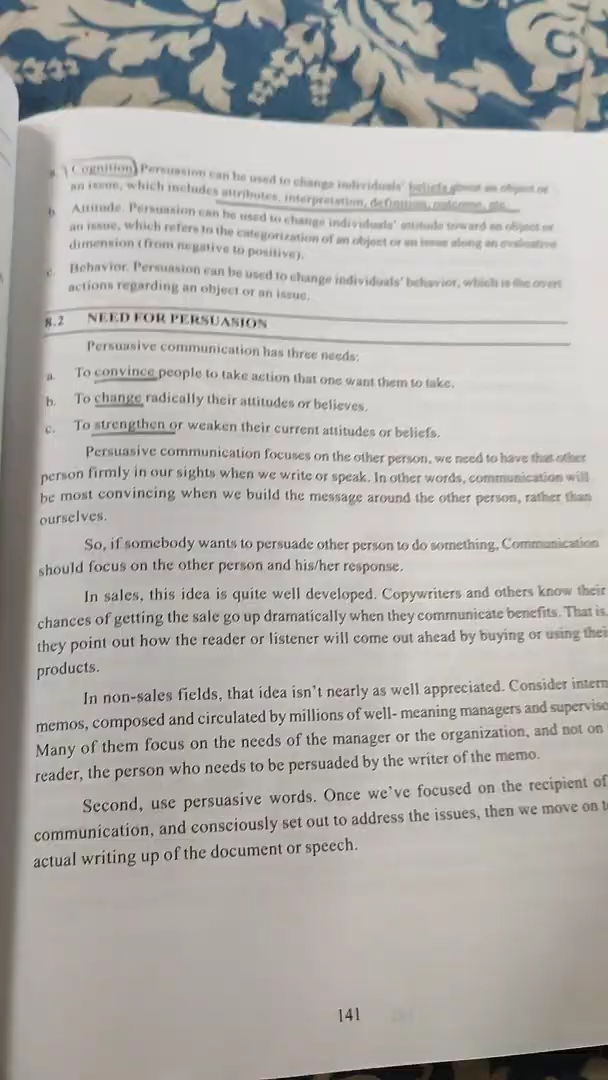 a. Cognition. Persuasion can be used to change individuals' beliefs about an object or
an issue, which includes attributes, interpretation, definition, outcome, etc.
b. Attitude. Persuasion can be used to change individuals' attitude toward an object or
an issue, which refers to the categorization of an object or an issue along an evaluative
dimension (from negative to positive).
c. Behavior. Persuasion can be used to change individuals' behavior, which is the overt
actions regarding an object or an issue.
8.2 NEED FOR PERSUASION
Persuasive communication has three needs:
a. To convince people to take action that one want them to take.
b. To change radically their attitudes or believes.
c. To strengthen or weaken their current attitudes or beliefs.
Persuasive communication focuses on the other person, we need to have that other
person firmly in our sights when we write or speak. In other words, communication will
be most convincing when we build the message around the other person, rather than
ourselves.
So, if somebody wants to persuade other person to do something, Communication
should focus on the other person and his/her response.
In sales, this idea is quite well developed. Copywriters and others know their
chances of getting the sale go up dramatically when they communicate benefits. That is,
they point out how the reader or listener will come out ahead by buying or using thei
products.
In non-sales fields, that idea isn't nearly as well appreciated. Consider intern
memos, composed and circulated by millions of well- meaning managers and superviso
Many of them focus on the needs of the manager or the organization, and not on
reader, the person who needs to be persuaded by the writer of the memo.
Second, use persuasive words. Once we've focused on the recipient of
communication, and consciously set out to address the issues, then we move on t
actual writing up of the document or speech.
141